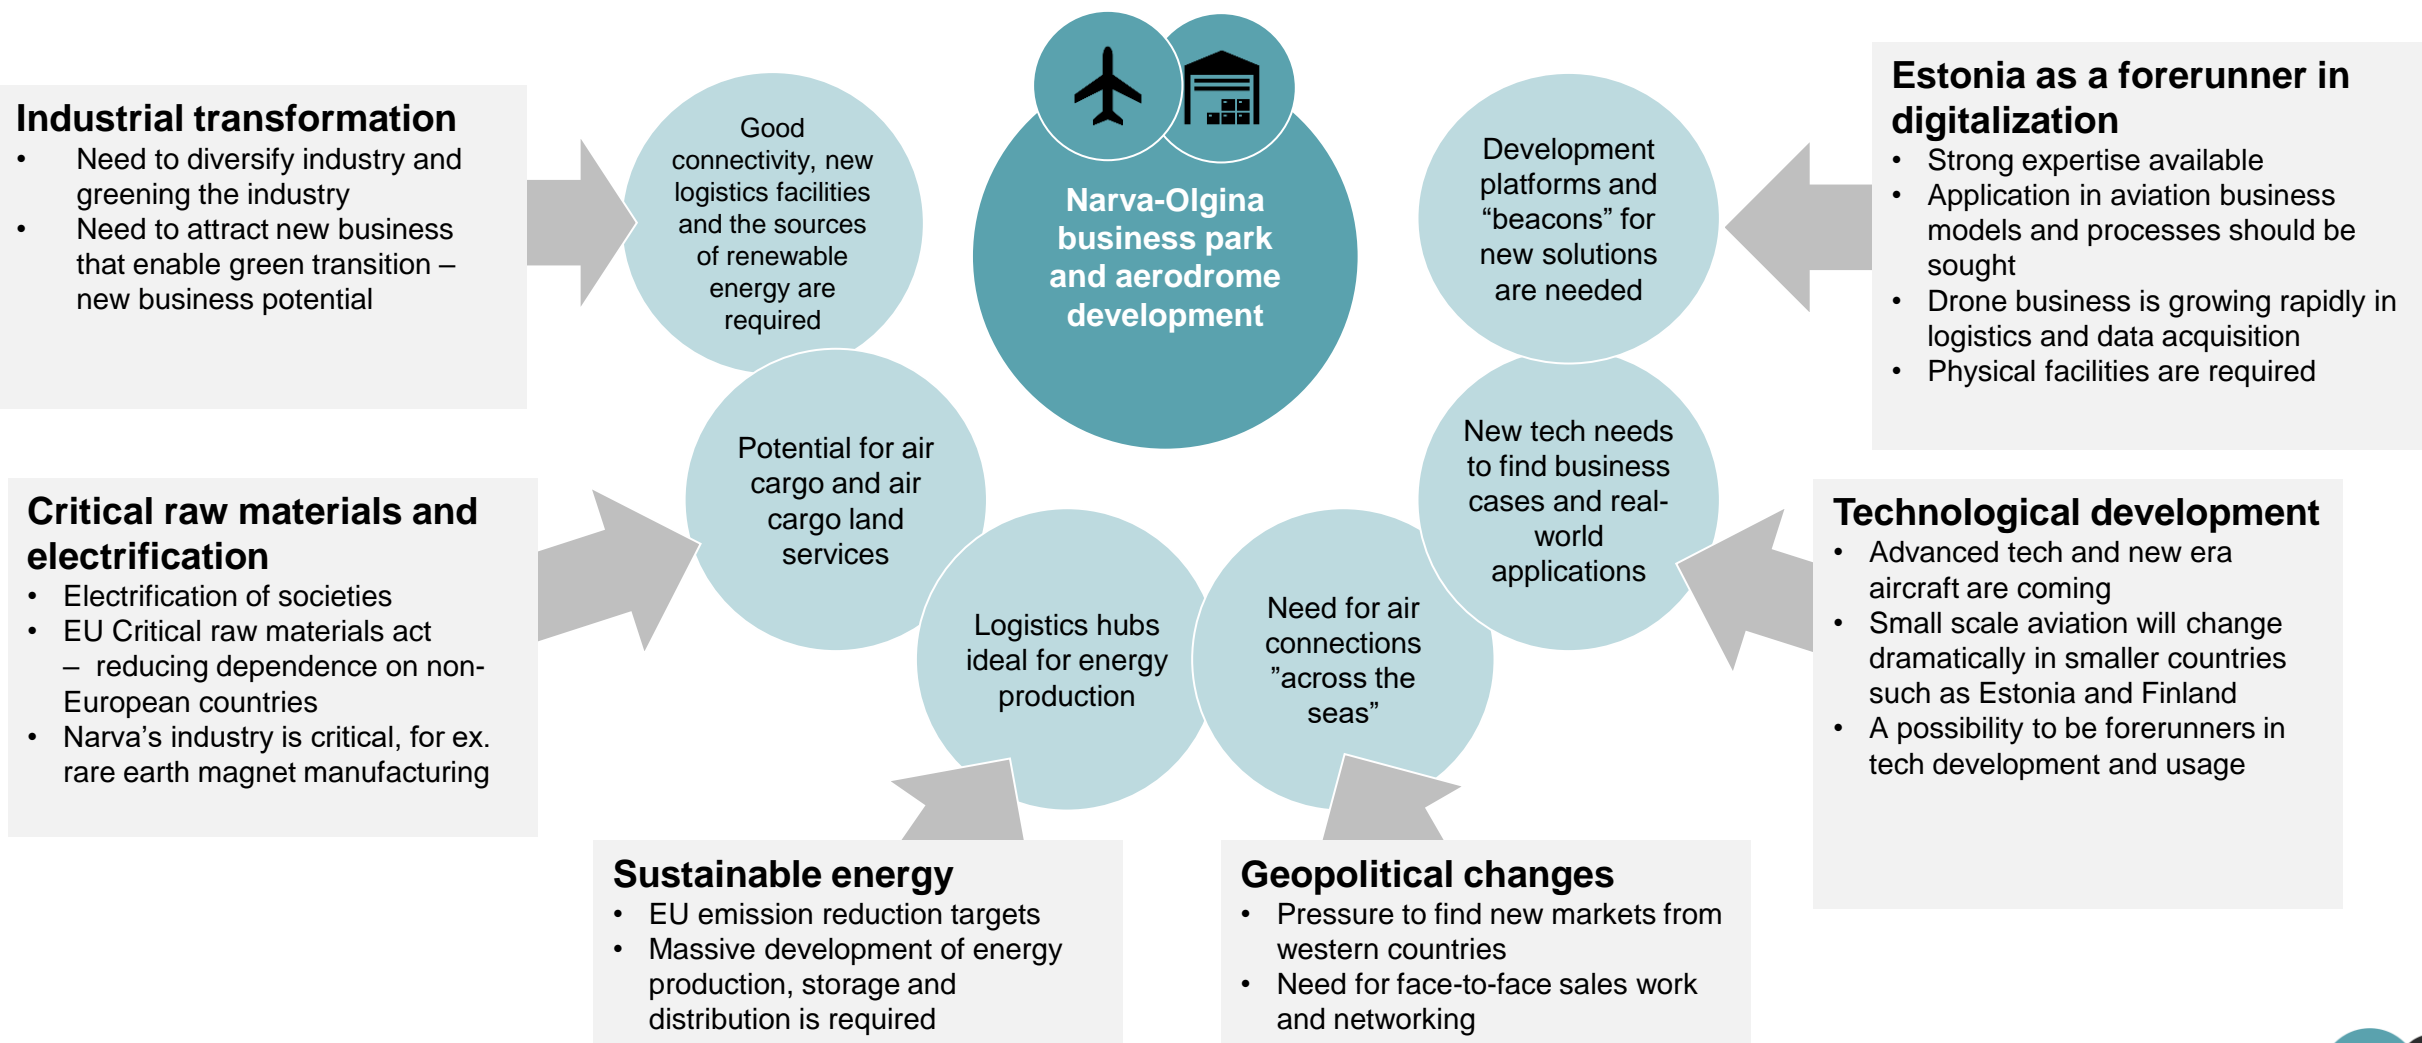 Industrial transformation
• Need to diversify industry and
greening the industry
• Need to attract new business
that enable green transition –
new business potential
Good
connectivity, new
logistics facilities
and the sources
of renewable
energy are
required
Narva-Olgina
business park
and aerodrome
development
Development
platforms and
“beacons” for
new solutions
are needed
Estonia as a forerunner in
digitalization
• Strong expertise available
• Application in aviation business
models and processes should be
sought
• Drone business is growing rapidly in
logistics and data acquisition
• Physical facilities are required
Critical raw materials and
electrification
• Electrification of societies
• EU Critical raw materials act
– reducing dependence on non-
European countries
• Narva’s industry is critical, for ex.
rare earth magnet manufacturing
Potential for air
cargo and air
cargo land
services
Logistics hubs
ideal for energy
production
Need for air
connections
”across the
seas”
New tech needs
to find business
cases and real-
world
applications
Technological development
• Advanced tech and new era
aircraft are coming
• Small scale aviation will change
dramatically in smaller countries
such as Estonia and Finland
• A possibility to be forerunners in
tech development and usage
Sustainable energy
• EU emission reduction targets
• Massive development of energy
production, storage and
distribution is required
Geopolitical changes
• Pressure to find new markets from
western countries
• Need for face-to-face sales work
and networking